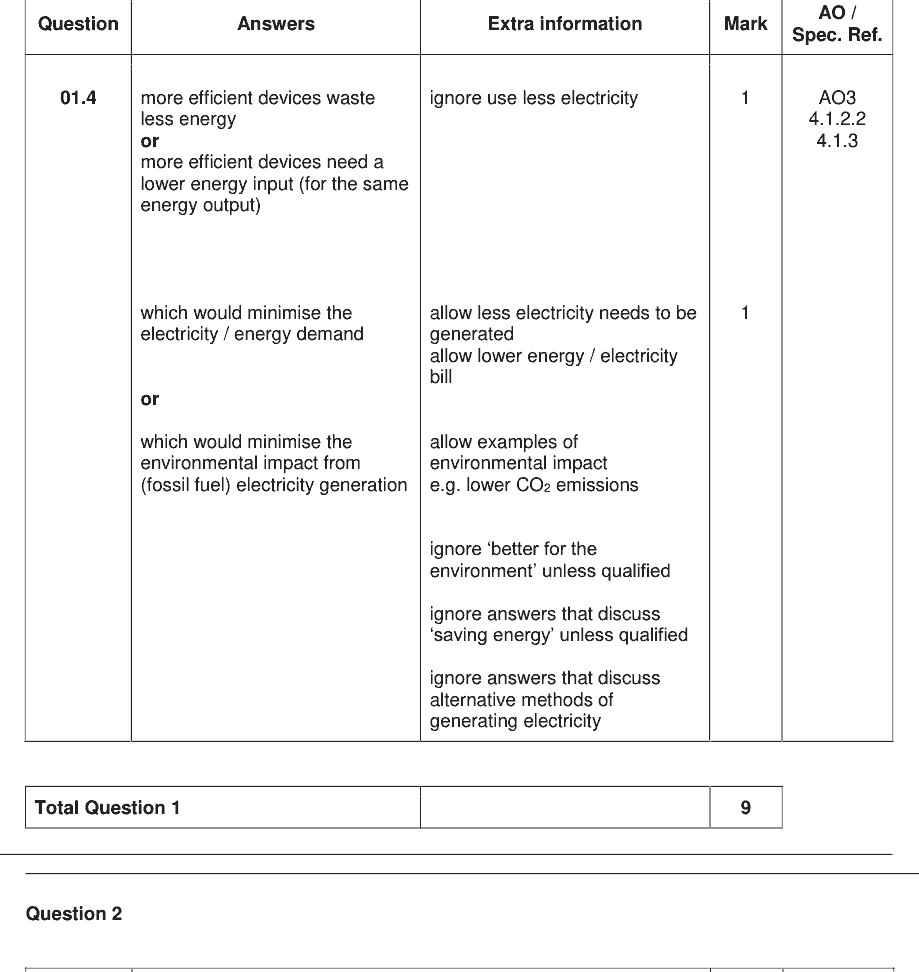 Question Answers Extra information Mark AO /
Spec. Ref.
01.4 more efficient devices waste ignore use less electricity 1 AO3
less energy 4.1.2.2
or 4.1.3
more efficient devices need a
lower energy input (for the same
energy output)
which would minimise the allow less electricity needs to be 1
electricity / energy demand generated
allow lower energy / electricity
bill
or
which would minimise the allow examples of
environmental impact from environmental impact
(fossil fuel) electricity generation e.g. lower CO₂ emissions
ignore ‘better for the
environment’ unless qualified
ignore answers that discuss
‘saving energy’ unless qualified
ignore answers that discuss
alternative methods of
generating electricity
Total Question 1 9
Question 2